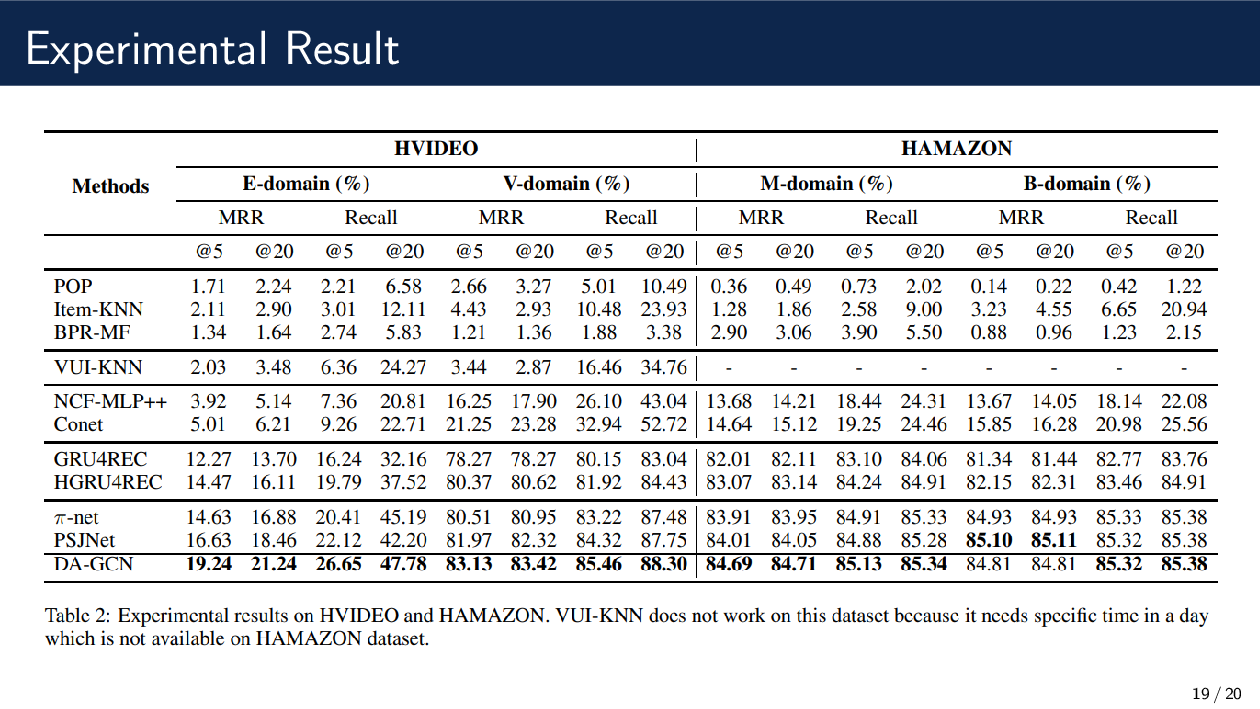 Experimental Result
HVIDEO HAMAZON
Methods E-domain (%) V-domain (%) M-domain (%) B-domain (%)
MRR Recall MRR Recall MRR Recall MRR Recall
@5 @20 @5 @20 @5 @20 @5 @20 @5 @20 @5 @20 @5 @20 @5 @20
POP 1.71 2.24 2.21 6.58 2.66 3.27 5.01 10.49 0.36 0.49 0.73 2.02 0.14 0.22 0.42 1.22
Item-KNN 2.11 2.90 3.01 12.11 4.43 2.93 10.48 23.93 1.28 1.86 2.58 9.00 3.23 4.55 6.65 20.94
BPR-MF 1.34 1.64 2.74 5.83 1.21 1.36 1.88 3.38 2.90 3.06 3.90 5.50 0.88 0.96 1.23 2.15
VUI-KNN 2.03 3.48 6.36 24.27 3.44 2.87 16.46 34.76 - - - - - - - -
NCF-MLP++ 3.92 5.14 7.36 20.81 16.25 17.90 26.10 43.04 13.68 14.21 18.44 24.31 13.67 14.05 18.14 22.08
Conet 5.01 6.21 9.26 22.71 21.25 23.28 32.94 52.72 14.64 15.12 19.25 24.46 15.85 16.28 20.98 25.56
GRU4REC 12.27 13.70 16.24 32.16 78.27 78.27 80.15 83.04 82.01 82.11 83.10 84.06 81.34 81.44 82.77 83.76
HGRU4REC 14.47 16.11 19.79 37.52 80.37 80.62 81.92 84.43 83.07 83.14 84.24 84.91 82.15 82.31 83.46 84.91
π-net 14.63 16.88 20.41 45.19 80.51 80.95 83.22 87.48 83.91 83.95 84.91 85.33 84.93 84.93 85.33 85.38
PSJNet 16.63 18.46 22.12 42.20 81.97 82.32 84.32 87.75 84.01 84.05 84.88 85.28 85.10 85.11 85.32 85.38
DA-GCN 19.24 21.24 26.65 47.78 83.13 83.42 85.46 88.30 84.69 84.71 85.13 85.34 84.81 84.81 85.32 85.38
Table 2: Experimental results on HVIDEO and HAMAZON. VUI-KNN does not work on this dataset because it needs specific time in a day
which is not available on HAMAZON dataset.
19 / 20